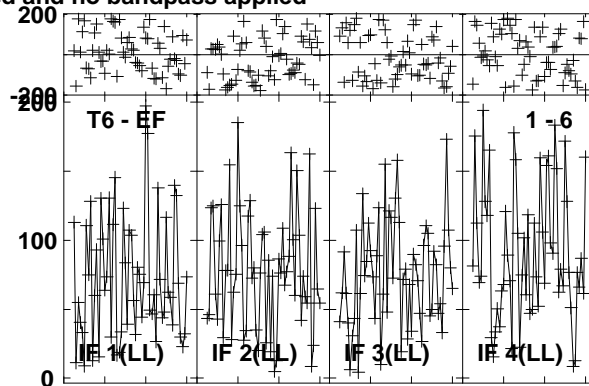 ed and no bandpass applied
200
-200
200
T6 - EF
1 - 6
100
IF 1(LL)
IF 2(LL)
IF 3(LL)
IF 4(LL)
0